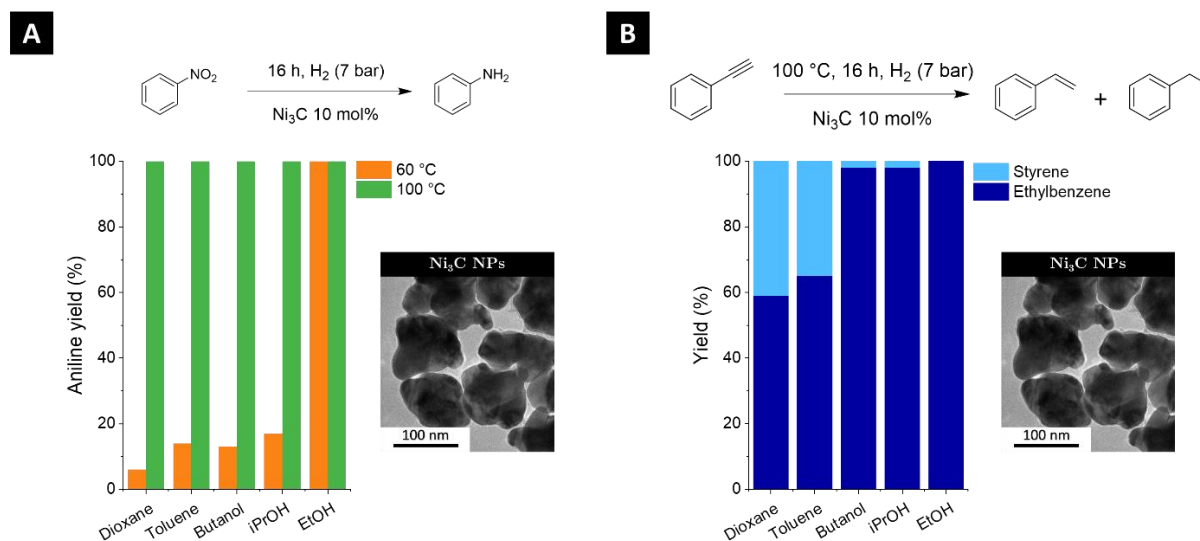 A
NO₂
16 h, H₂ (7 bar)
Ni₃C 10 mol%
NH₂
100
80
60
40
20
0
Aniline yield (%)
60 °C
100 °C
Ni₃C NPs
100 nm
Dioxane
Toluene
Butanol
iPrOH
EtOH
B
100 °C, 16 h, H₂ (7 bar)
Ni₃C 10 mol%
+
100
80
60
40
20
0
Yield (%)
Styrene
Ethylbenzene
Ni₃C NPs
100 nm
Dioxane
Toluene
Butanol
iPrOH
EtOH